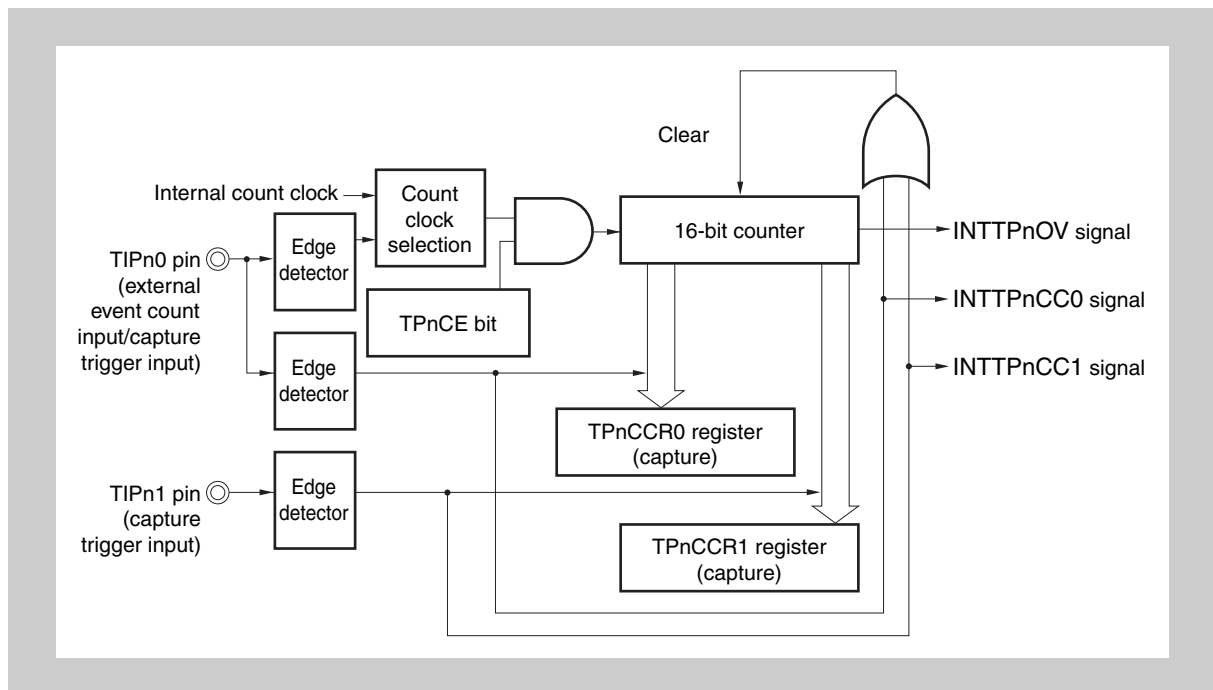 Clear
Internal count clock
Count
clock
selection
Edge
detector
TIPn0 pin
(external
event count
input/capture
trigger input)
TPnCE bit
16-bit counter
INTTPnOV signal
INTTPnCC0 signal
INTTPnCC1 signal
Edge
detector
TPnCCR0 register
(capture)
TIPn1 pin
(capture
trigger input)
Edge
detector
TPnCCR1 register
(capture)